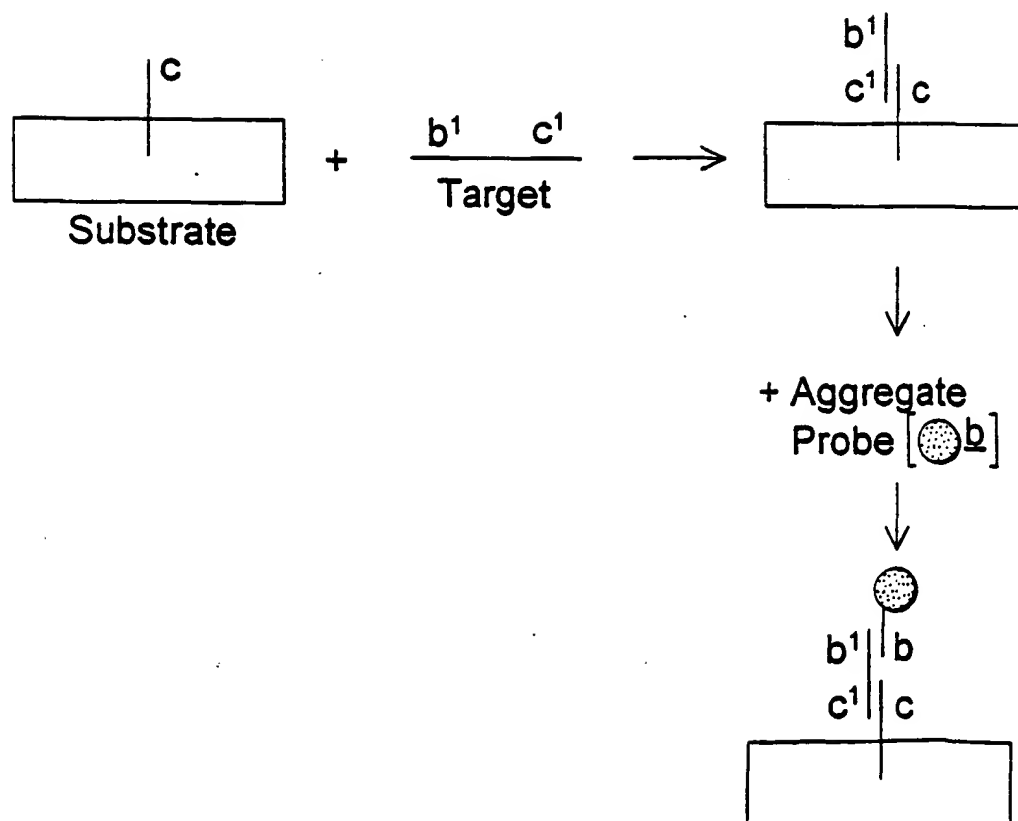 c
Substrate
+
b¹ c¹
Target
b¹
c¹ c
+ Aggregate
Probe [ b]
b¹ b
c¹ c